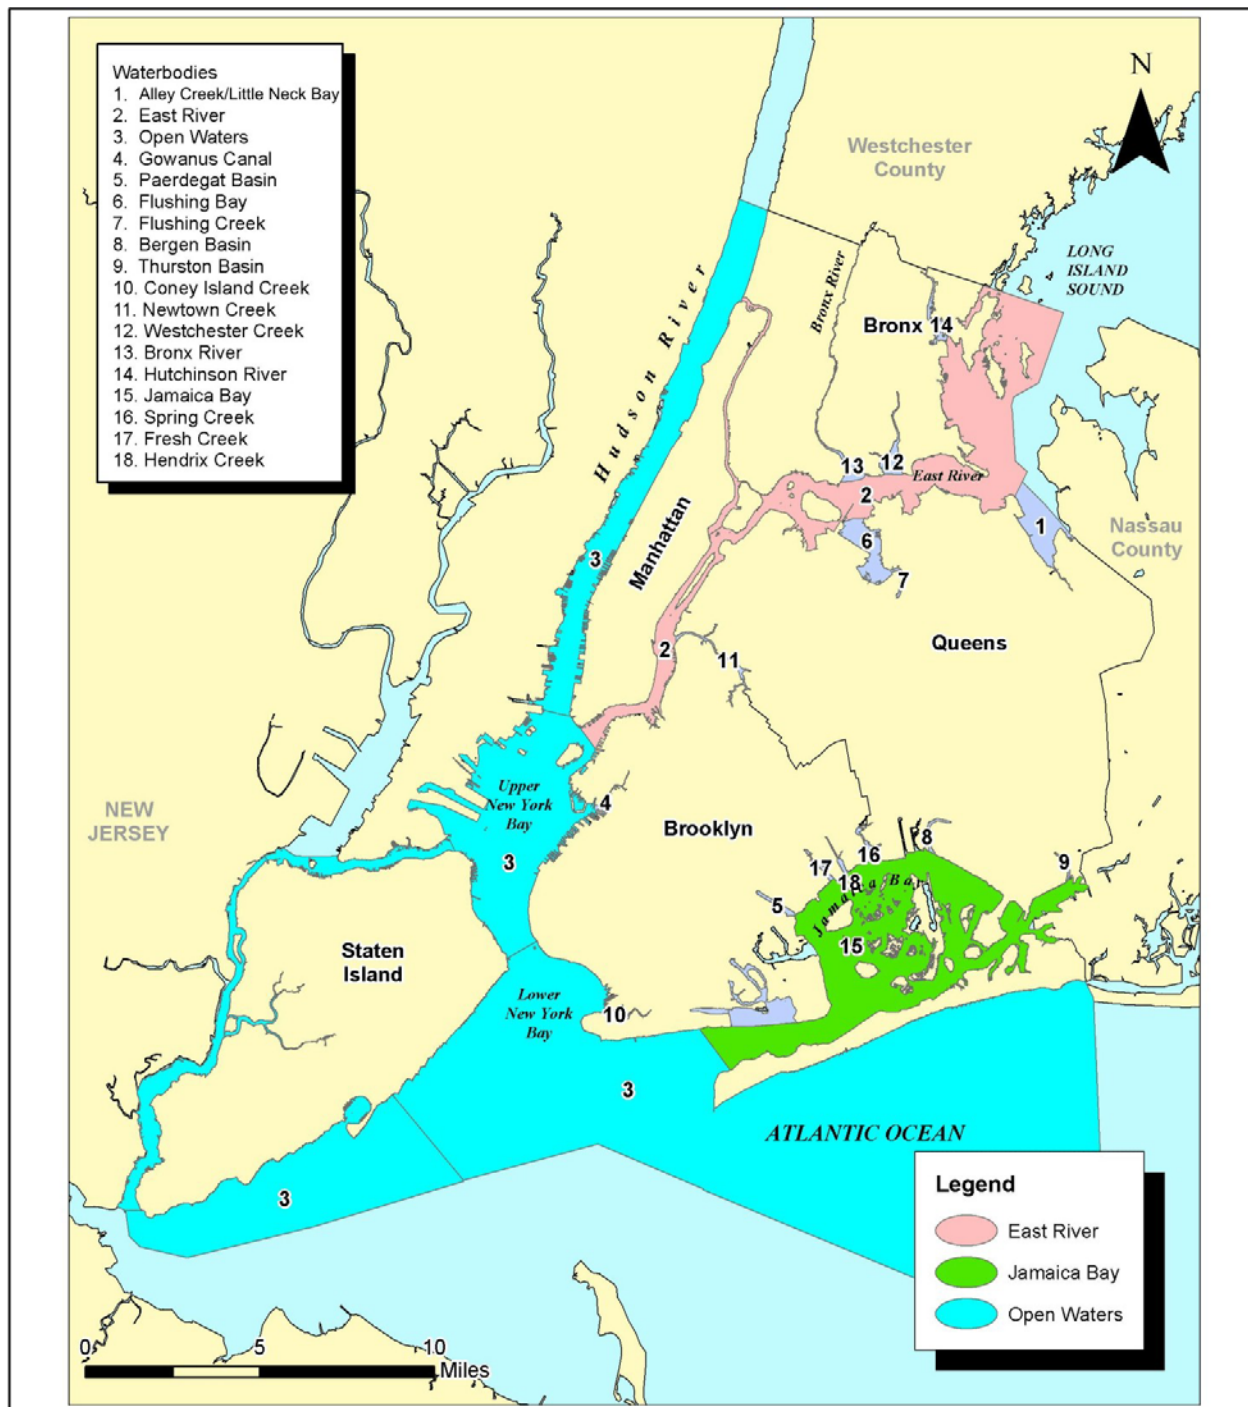 Waterbodies
1. Alley Creek/Little Neck Bay
2. East River
3. Open Waters
4. Gowanus Canal
5. Paerdegat Basin
6. Flushing Bay
7. Flushing Creek
8. Bergen Basin
9. Thurston Basin
10. Coney Island Creek
11. Newtown Creek
12. Westchester Creek
13. Bronx River
14. Hutchinson River
15. Jamaica Bay
16. Spring Creek
17. Fresh Creek
18. Hendrix Creek
N
Westchester
County
LONG
ISLAND
SOUND
Hudson River
Bronx River
Bronx 14
13
12
East River
2
1
Nassau
County
6
7
3
Manhattan
Queens
2
11
Upper
New York
Bay
4
NEW
JERSEY
Brooklyn
3
17
16
8
9
18
Jamaica Bay
5
15
Staten
Island
Lower
New York
Bay
10
3
ATLANTIC OCEAN
3
Legend
East River
Jamaica Bay
Open Waters
0 5 10
Miles